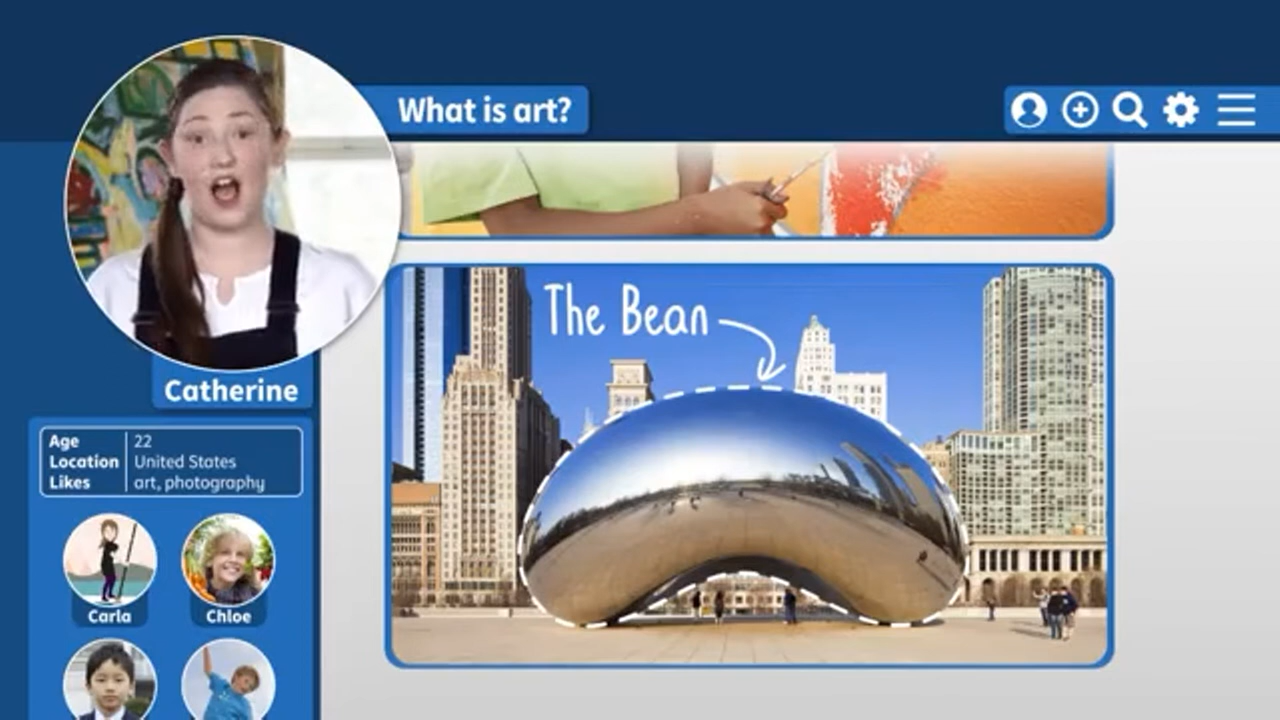 What is art?
The Bean
Catherine
Age 22
Location United States
Likes art, photography
Carla Chloe